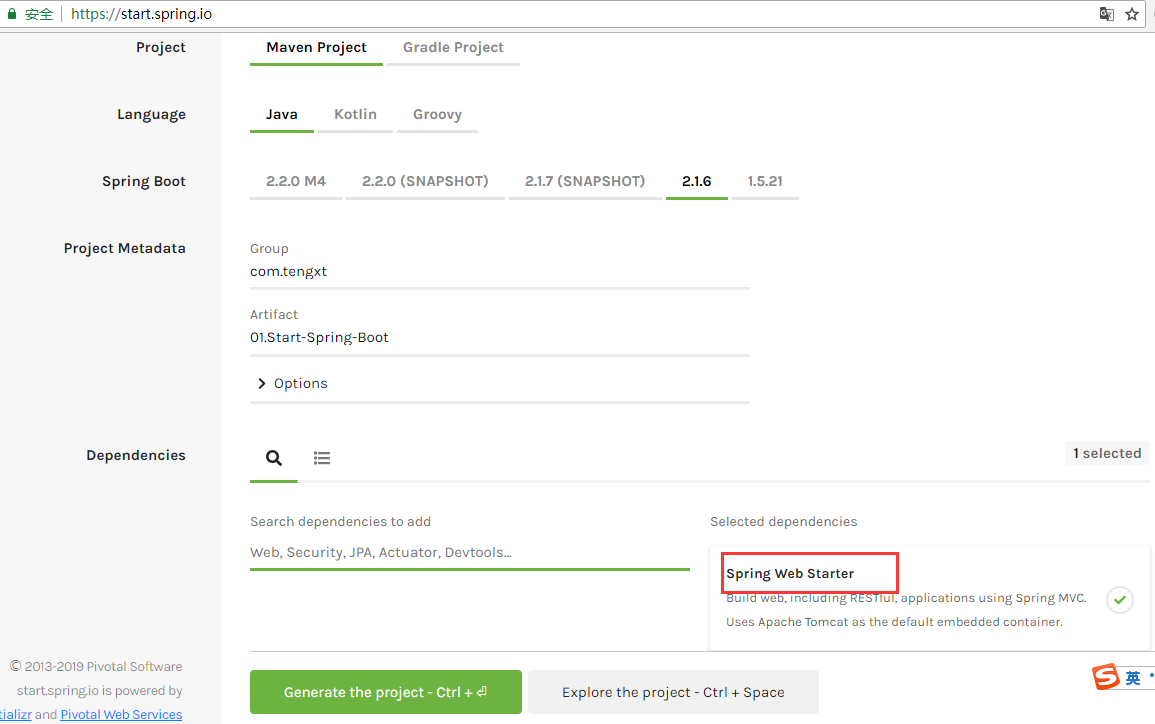 安全 https://start.spring.io
Project Maven Project Gradle Project
Language Java Kotlin Groovy
Spring Boot 2.2.0 M4 2.2.0 (SNAPSHOT) 2.1.7 (SNAPSHOT) 2.1.6 1.5.21
Project Metadata Group
com.tengxt
Artifact
01.Start-Spring-Boot
Options
Dependencies 1 selected
Search dependencies to add Selected dependencies
Web, Security, JPA, Actuator, Devtools...
Spring Web Starter
Build web, including RESTful, applications using Spring MVC.
Uses Apache Tomcat as the default embedded container.
© 2013-2019 Pivotal Software
start.spring.io is powered by
tializr and Pivotal Web Services
Generate the project - Ctrl + ⏎ Explore the project - Ctrl + Space
S 英